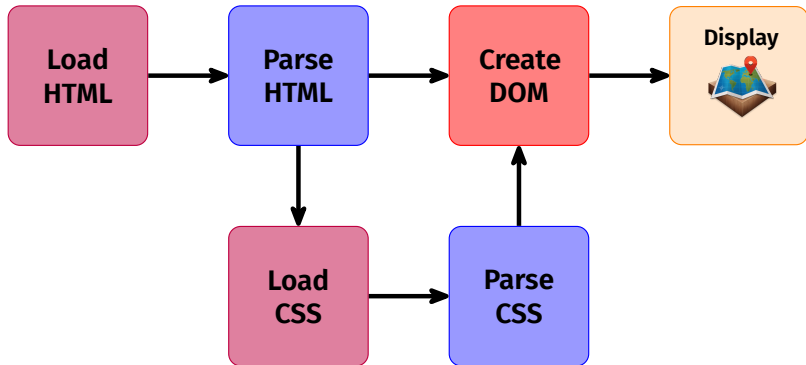 Load
HTML
Parse
HTML
Create
DOM
Display
Load
CSS
Parse
CSS